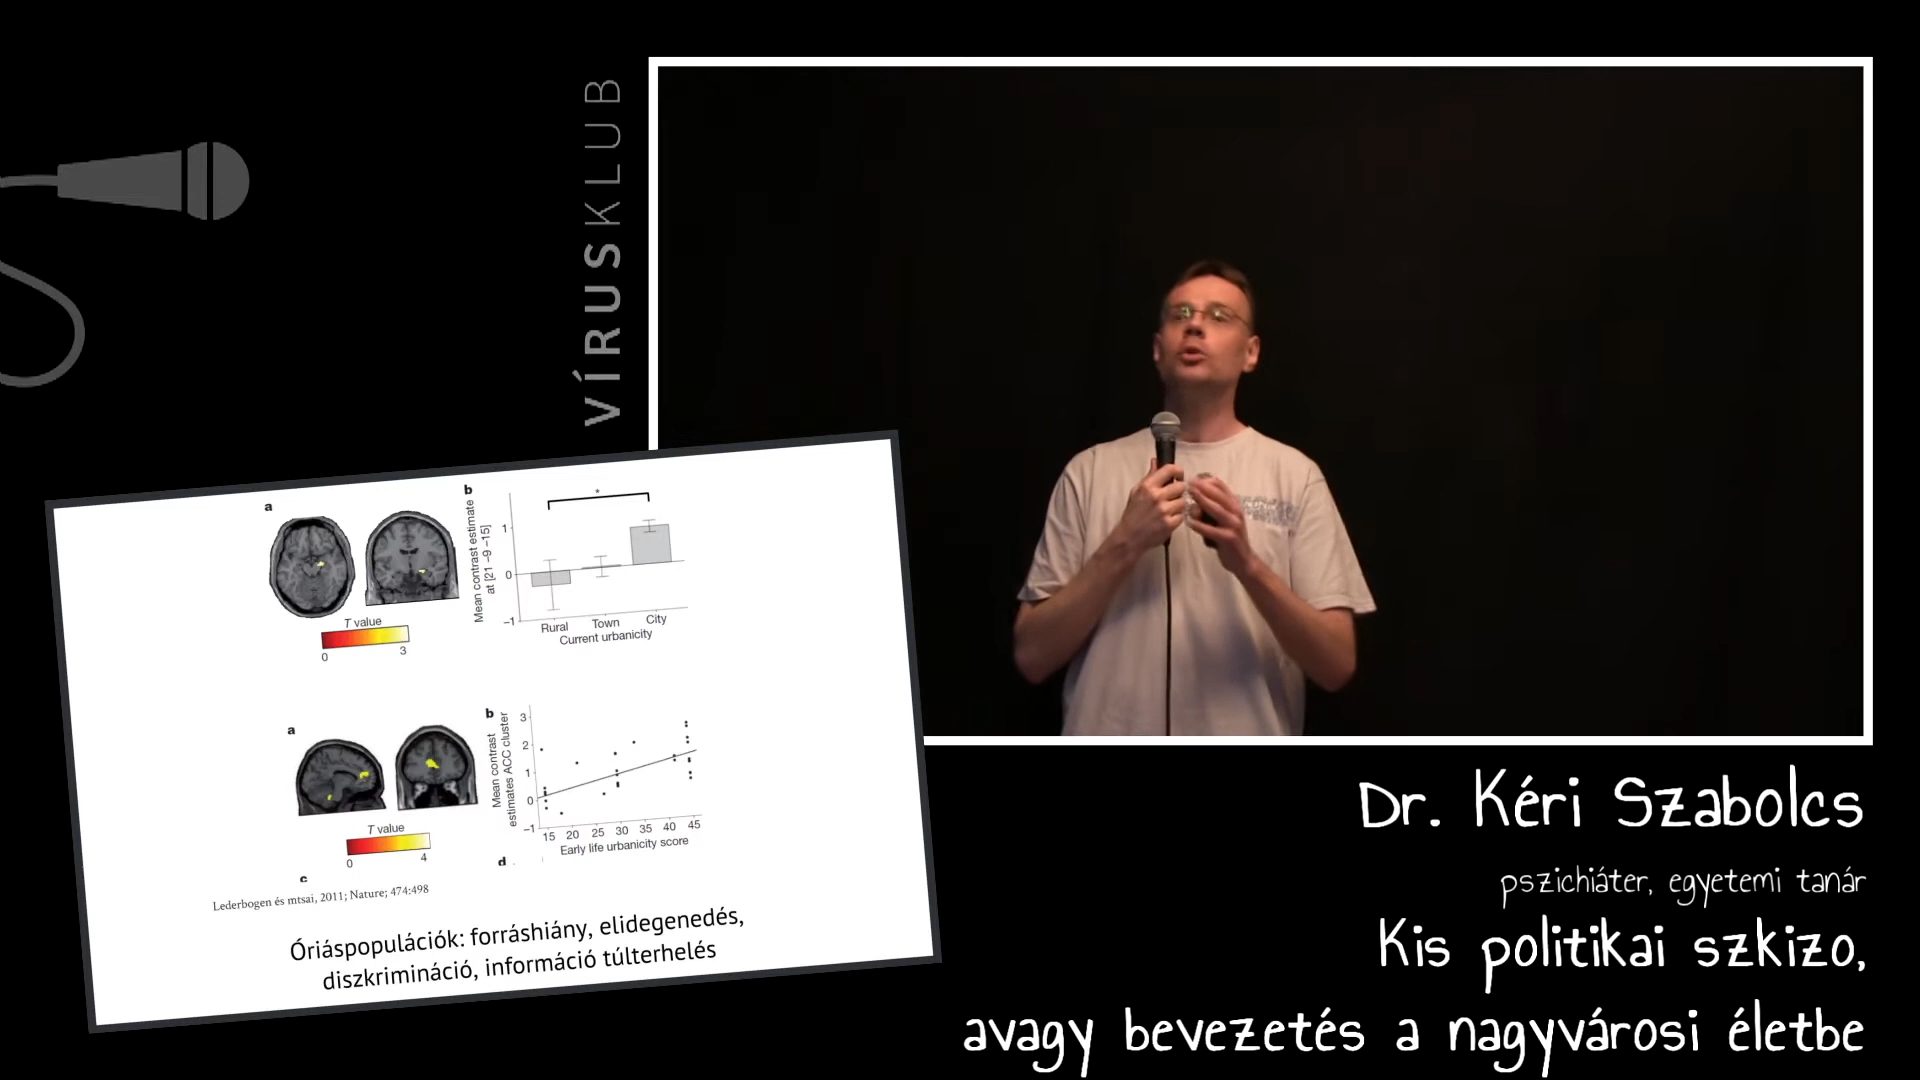 VÍRUSKLUB
a
b
*
Mean contrast estimate
at [21 –9 –15]
1
0
–1
Rural Town City
Current urbanicity
T value
0 3
a
b
Mean contrast
estimates ACC cluster
3
2
1
0
–1
15 20 25 30 35 40 45
Early life urbanicity score
T value
0 4
c
d
Lederbogen és mtsai, 2011; Nature; 474:498
Óriáspopulációk: forráshiány, elidegenedés,
diszkrimináció, információ túlterhelés
Dr. Kéri Szabolcs
pszichiáter, egyetemi tanár
Kis politikai szkizo,
avagy bevezetés a nagyvárosi életbe